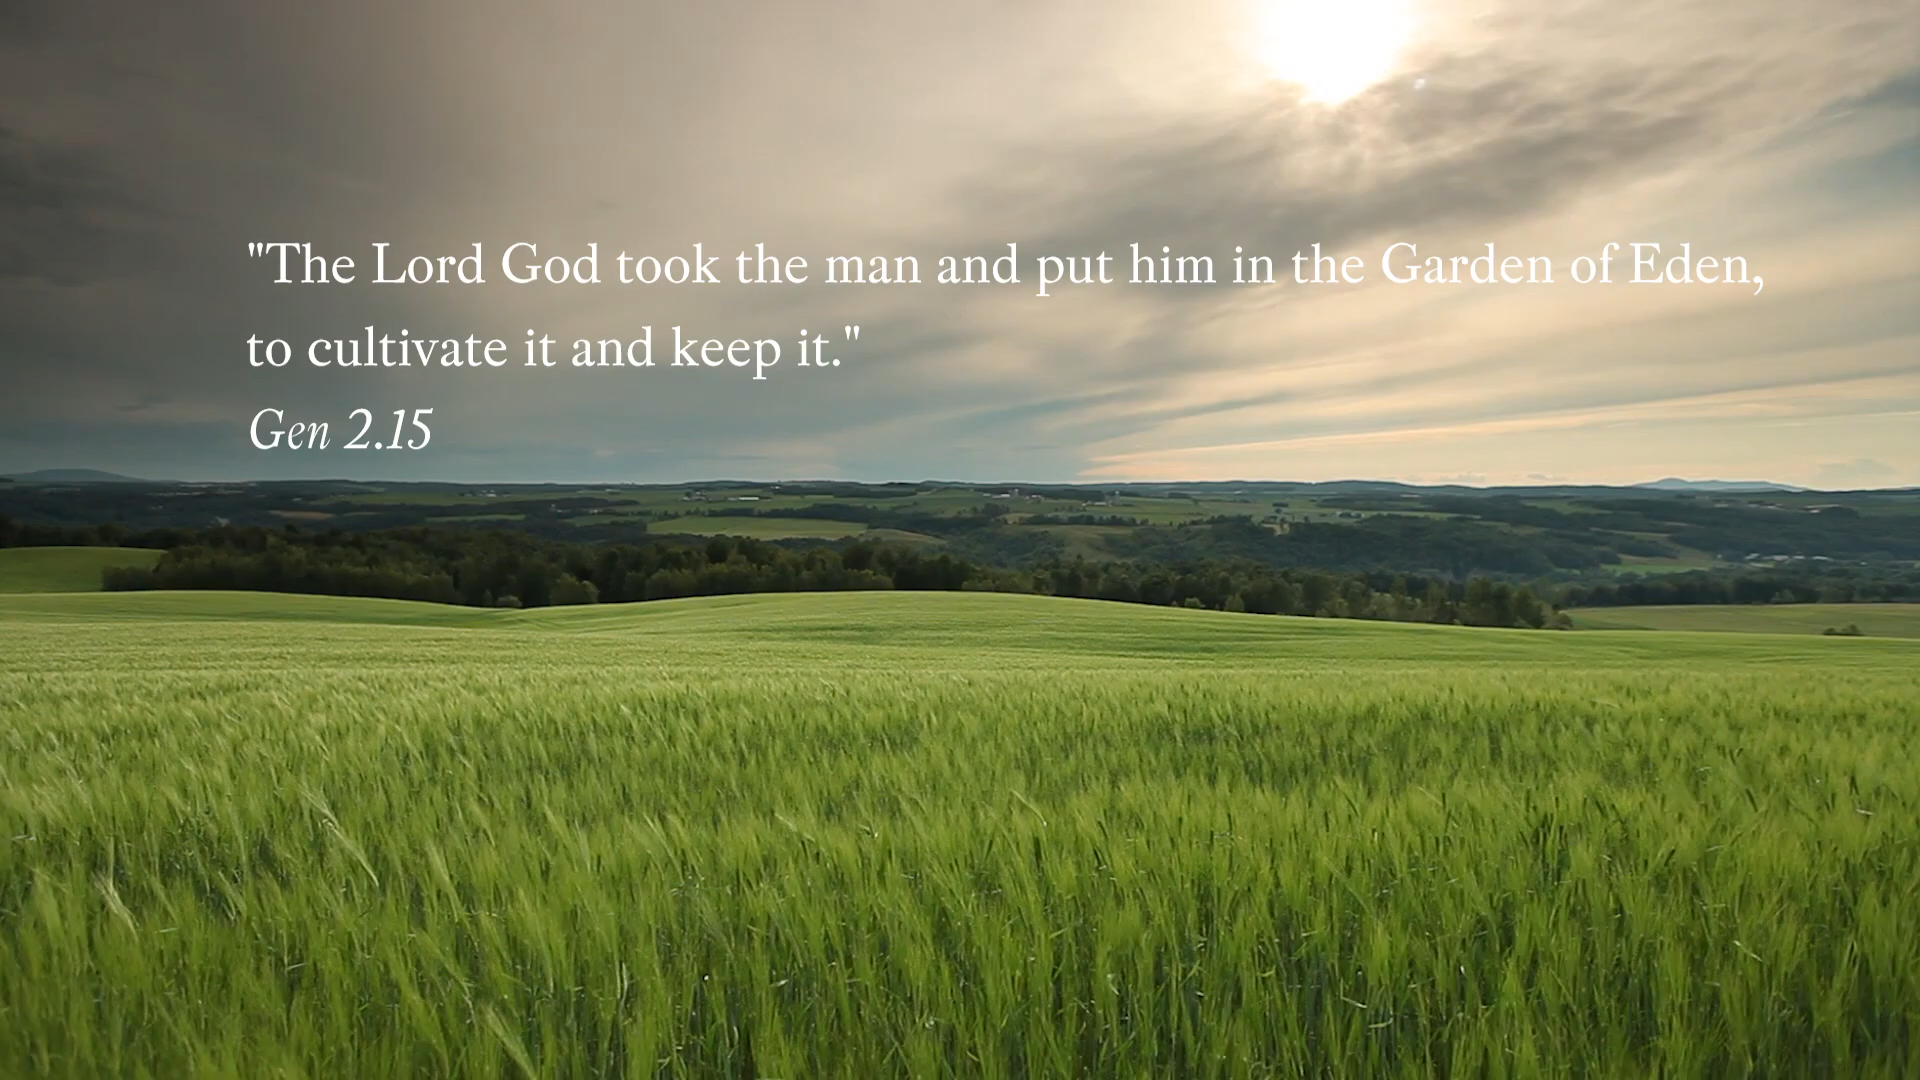 "The Lord God took the man and put him in the Garden of Eden,
to cultivate it and keep it."
Gen 2.15